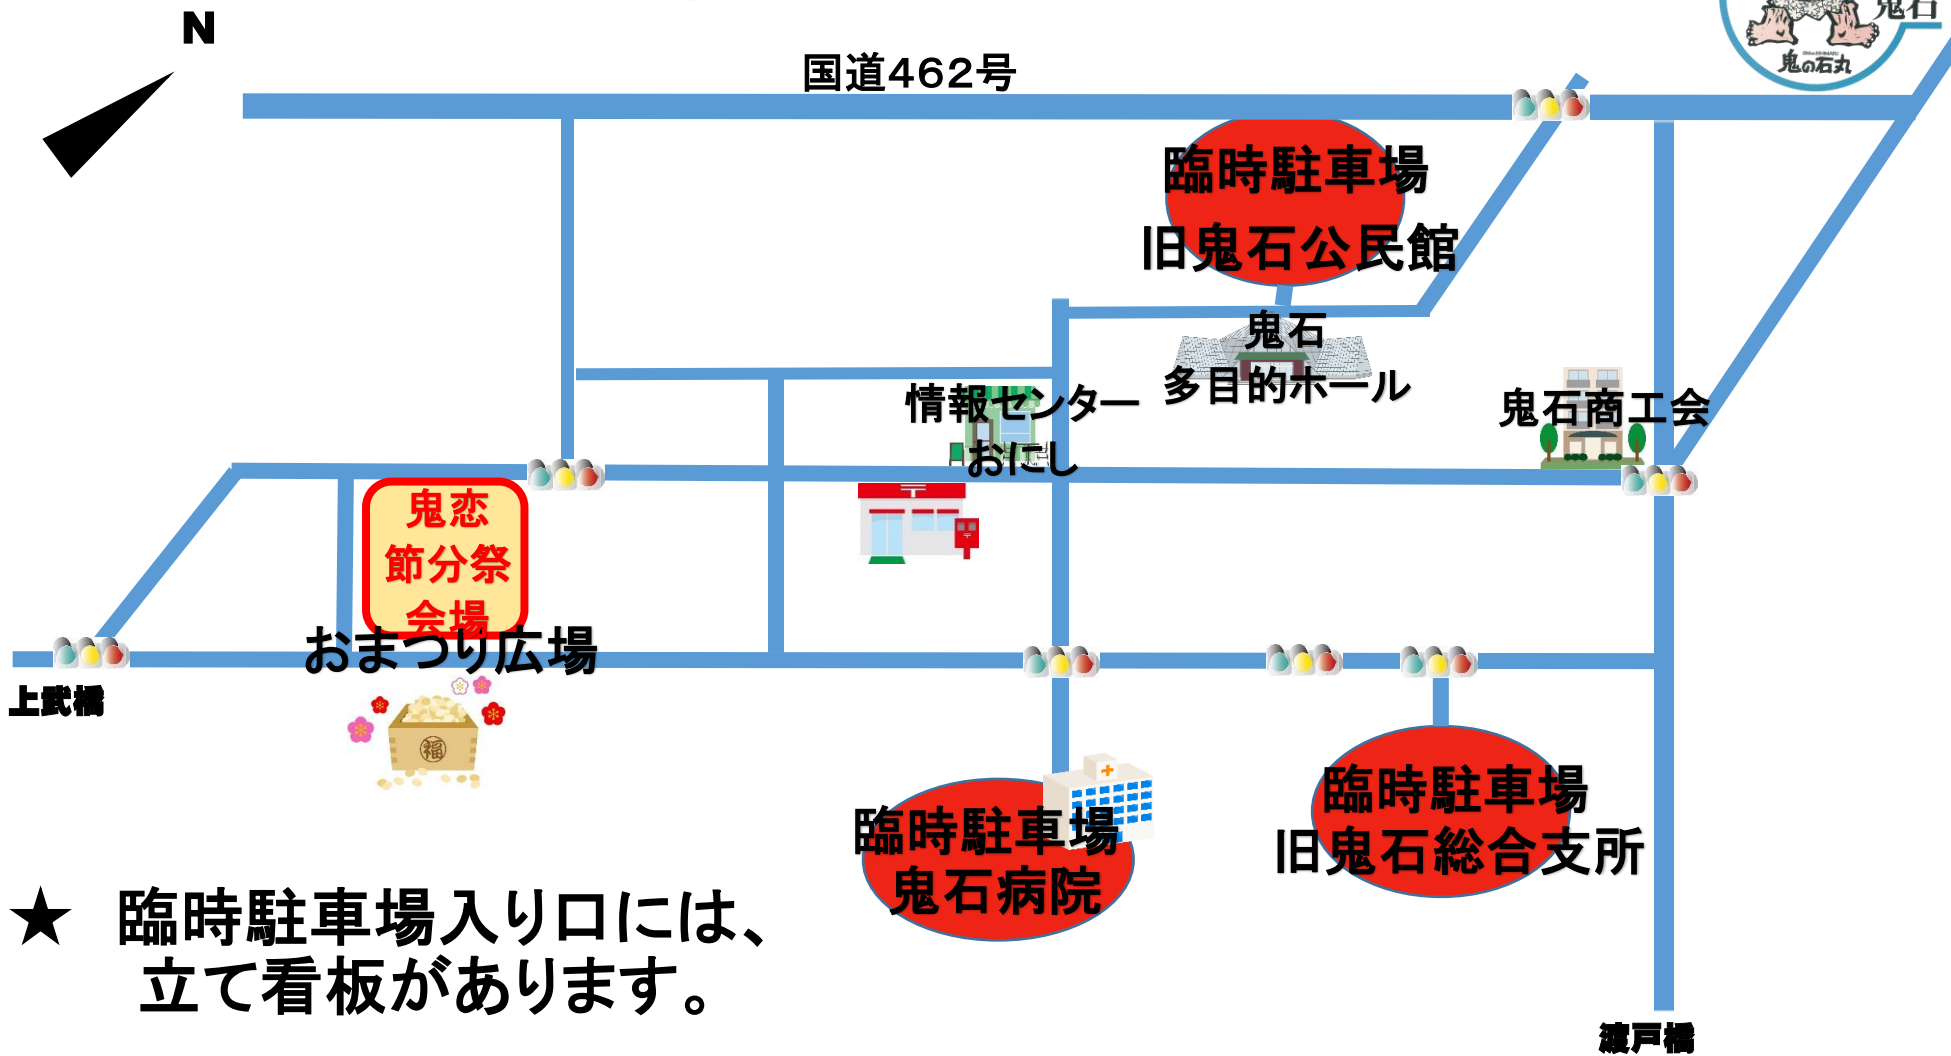 N
国道462号
鬼石
鬼の石丸
臨時駐車場
旧鬼石公民館
鬼石
多目的ホール
情報センター
おにし
鬼石商工会
鬼恋
節分祭
会場
おまつり広場
上武橋
福
臨時駐車場
鬼石病院
臨時駐車場
旧鬼石総合支所
★ 臨時駐車場入り口には、
立て看板があります。
渡戸橋